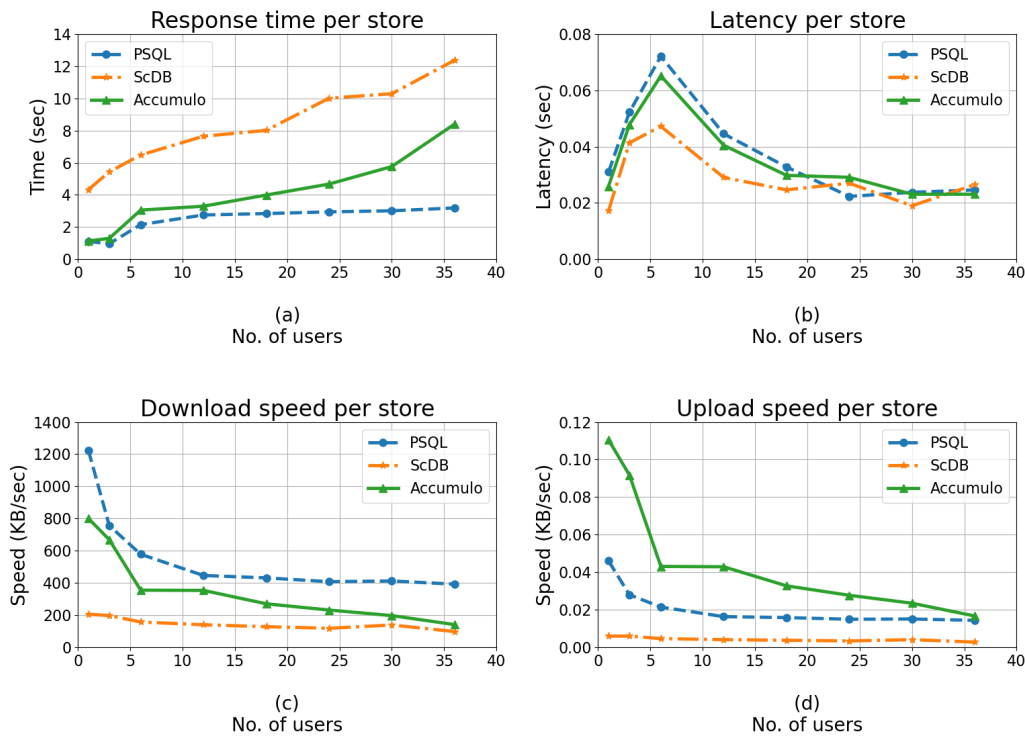 Response time per store
14
12
10
8
6
4
2
0
Time (sec)
PSQL
ScDB
Accumulo
0 5 10 15 20 25 30 35 40
(a)
No. of users
Latency per store
0.08
0.06
0.04
0.02
0.00
Latency (sec)
PSQL
ScDB
Accumulo
0 5 10 15 20 25 30 35 40
(b)
No. of users
Download speed per store
1400
1200
1000
800
600
400
200
0
Speed (KB/sec)
PSQL
ScDB
Accumulo
0 5 10 15 20 25 30 35 40
(c)
No. of users
Upload speed per store
0.12
0.10
0.08
0.06
0.04
0.02
0.00
Speed (KB/sec)
PSQL
ScDB
Accumulo
0 5 10 15 20 25 30 35 40
(d)
No. of users